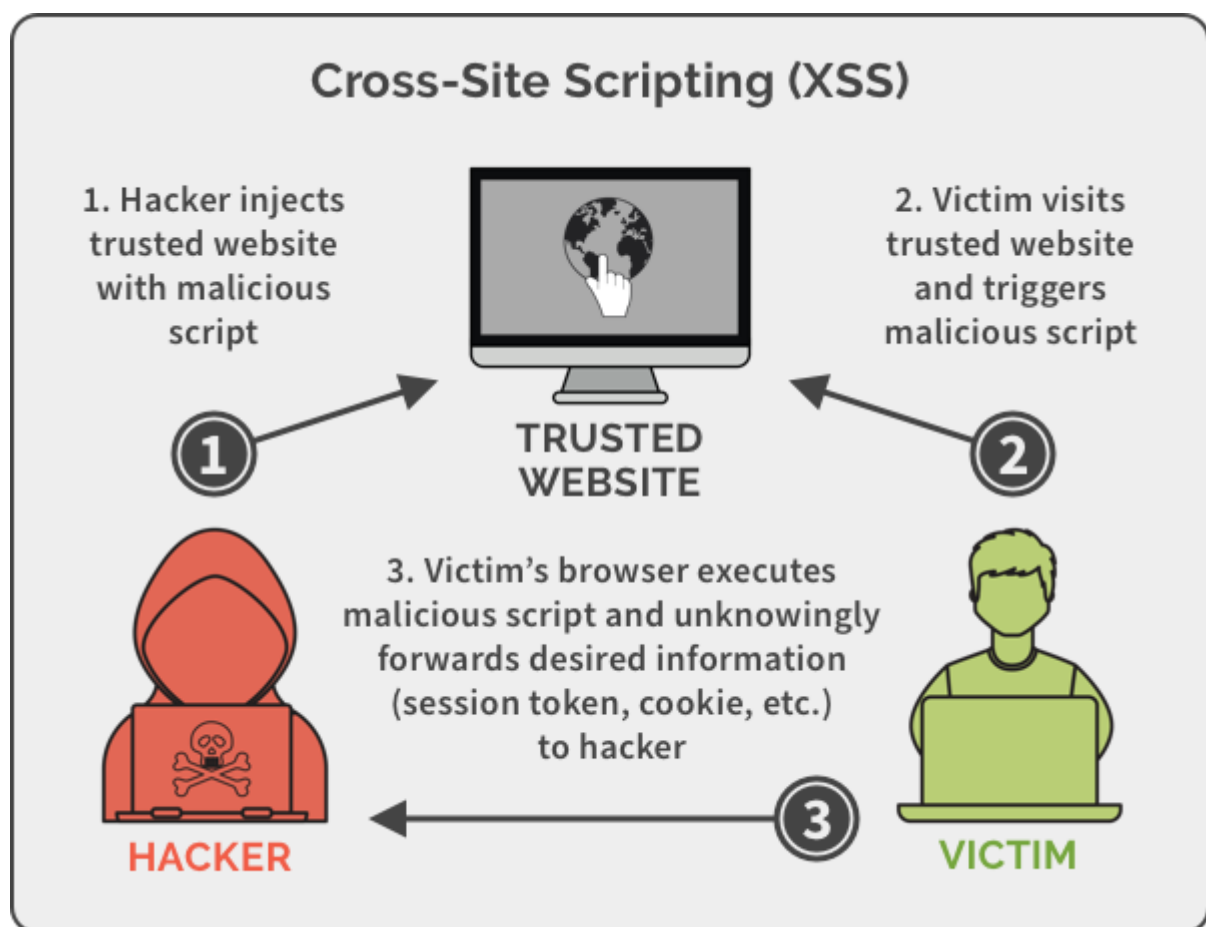 Cross-Site Scripting (XSS)
1. Hacker injects
trusted website
with malicious
script
2. Victim visits
trusted website
and triggers
malicious script
1
TRUSTED
WEBSITE
2
3. Victim's browser executes
malicious script and unknowingly
forwards desired information
(session token, cookie, etc.)
to hacker
3
HACKER
VICTIM